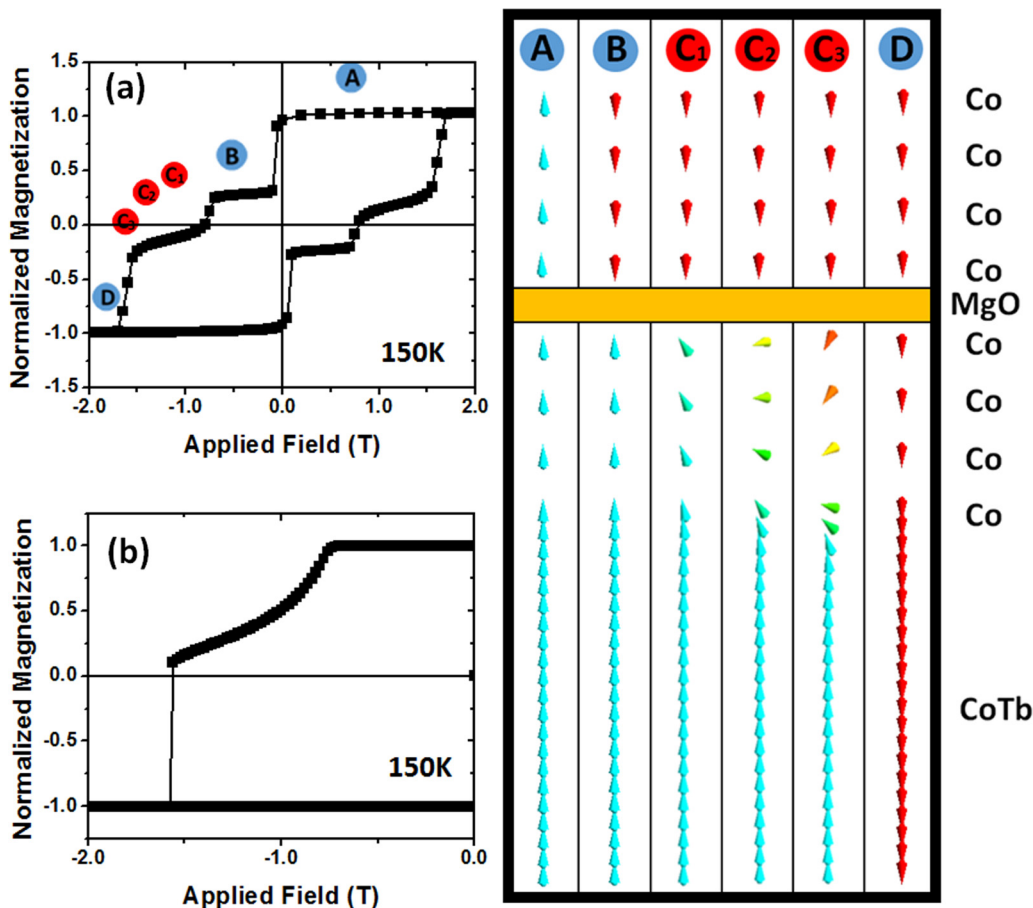 (a)
1.5
1.0
0.5
0.0
-0.5
-1.0
-1.5
-2.0 -1.0 0.0 1.0 2.0
Normalized Magnetization
Applied Field (T)
A
B
C1
C2
C3
D
150K
(b)
1.0
0.5
0.0
-0.5
-1.0
-2.0 -1.0 0.0
Normalized Magnetization
Applied Field (T)
150K
A B C1 C2 C3 D
Co
Co
Co
Co
MgO
Co
Co
Co
Co
CoTb